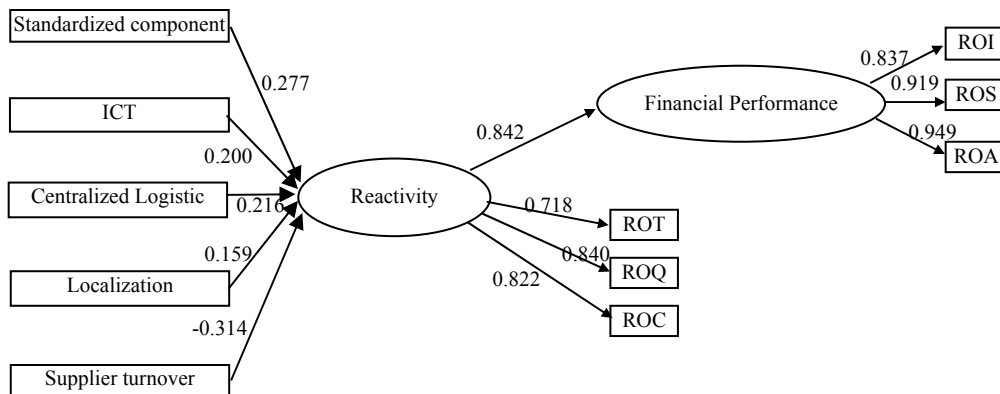 Standardized component
ROI
0.837
0.277
0.919
ROS
Financial Performance
ICT
0.842
0.949
0.200
ROA
Centralized Logistic
0.216
Reactivity
0.718
ROT
0.159
0.840
Localization
0.822
ROQ
ROC
-0.314
Supplier turnover